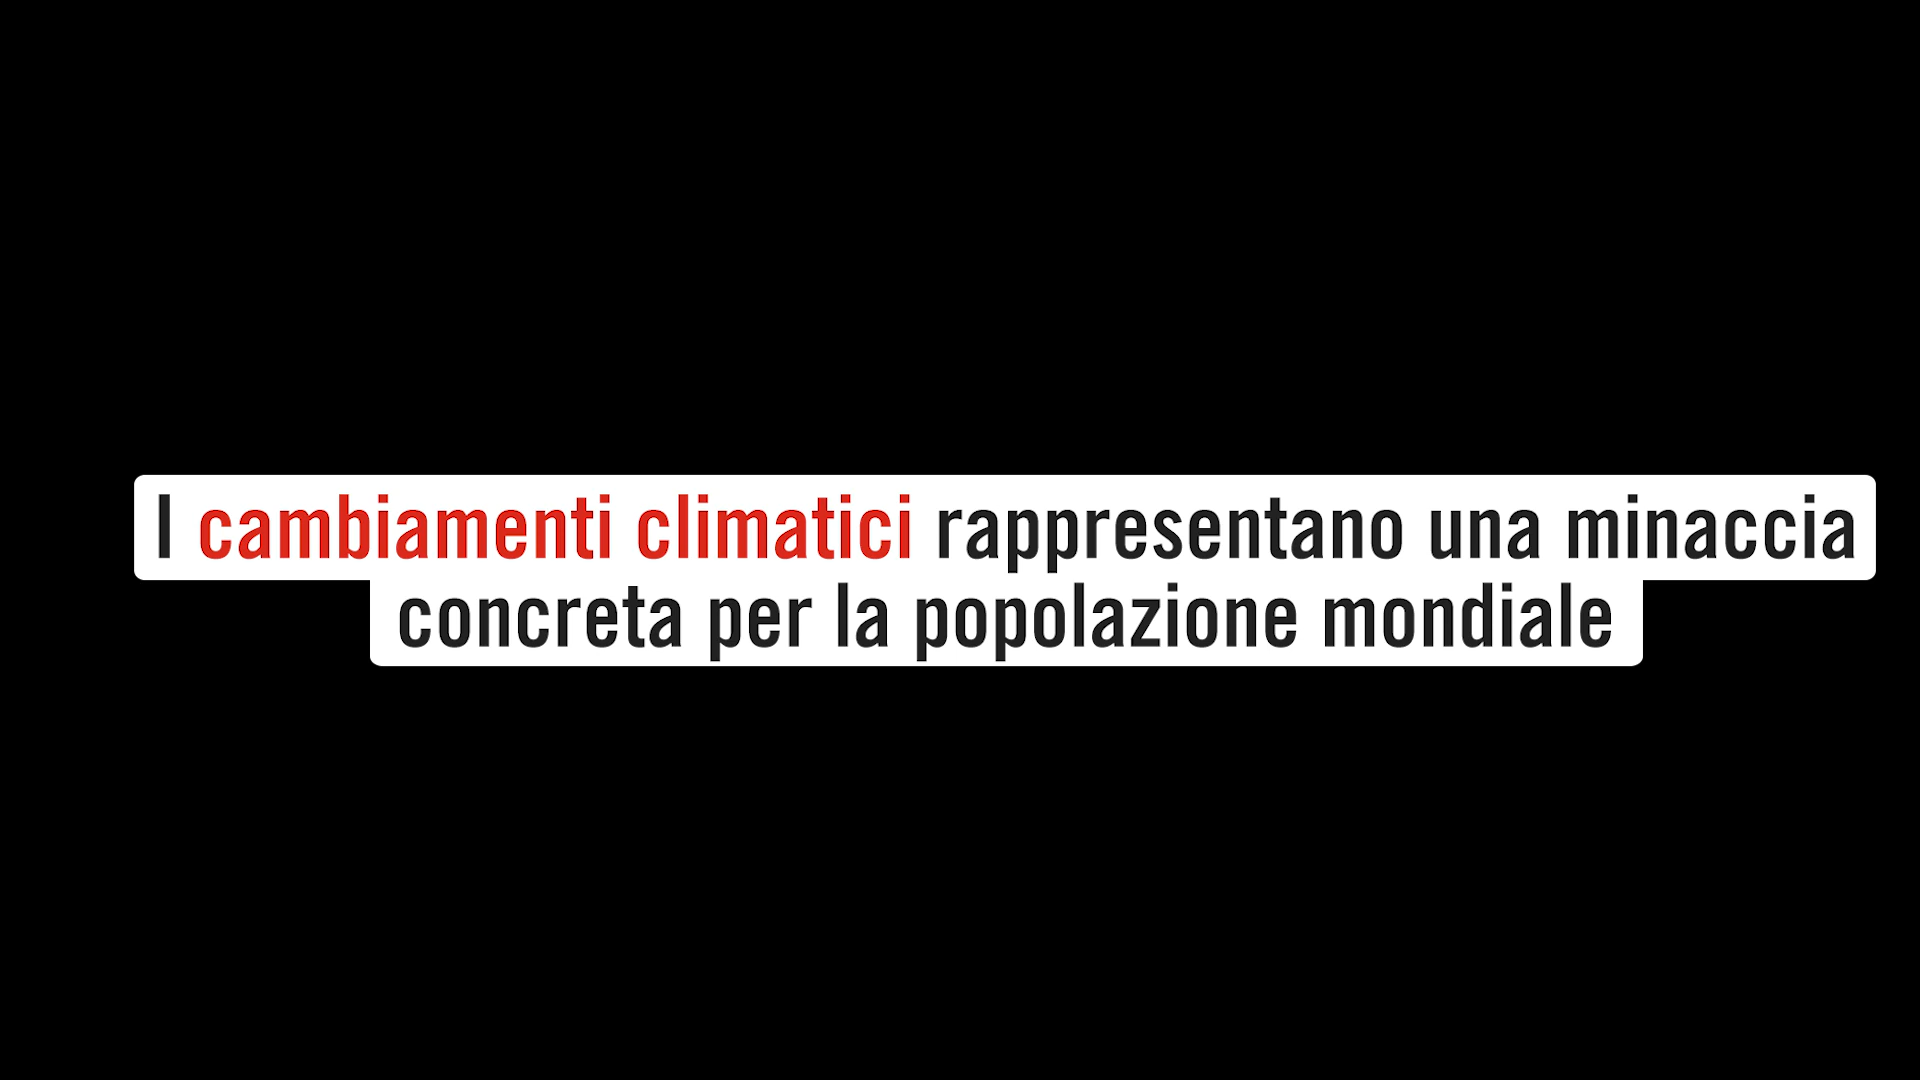 I cambiamenti climatici rappresentano una minaccia
concreta per la popolazione mondiale